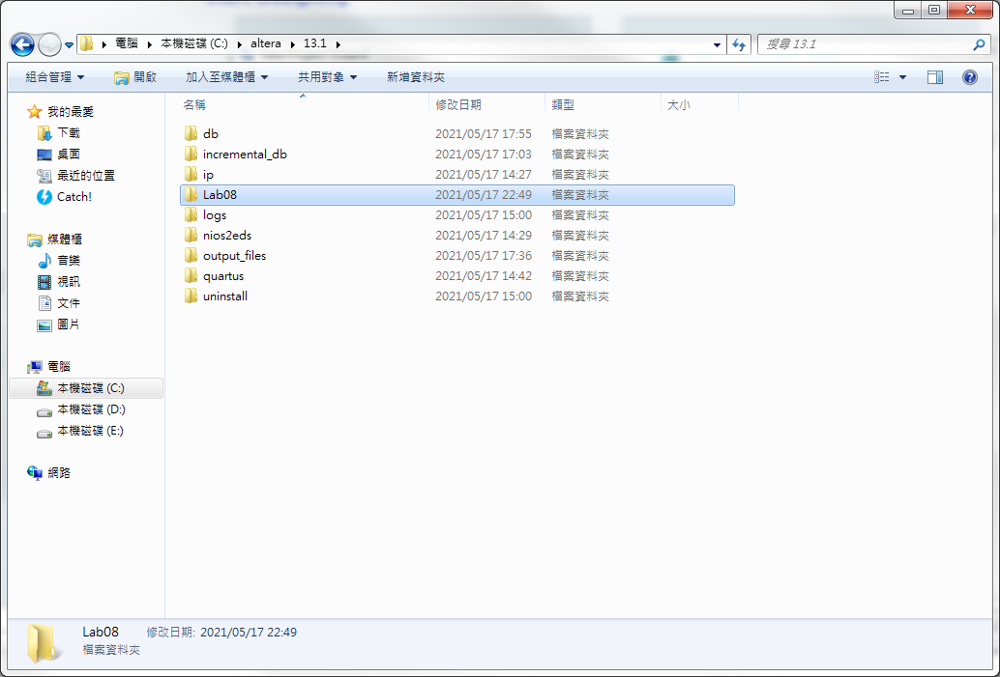 電腦 本機磁碟 (C:) altera 13.1 搜尋 13.1
組合管理 開啟 加入至媒體櫃 共用對象 新增資料夾
名稱 修改日期 類型 大小
我的最愛
下載
桌面
最近的位置
Catch!
媒體櫃
音樂
視訊
文件
圖片
電腦
本機磁碟 (C:)
本機磁碟 (D:)
本機磁碟 (E:)
網路
db 2021/05/17 17:55 檔案資料夾
incremental_db 2021/05/17 17:03 檔案資料夾
ip 2021/05/17 14:27 檔案資料夾
Lab08 2021/05/17 22:49 檔案資料夾
logs 2021/05/17 15:00 檔案資料夾
nios2eds 2021/05/17 14:29 檔案資料夾
output_files 2021/05/17 17:36 檔案資料夾
quartus 2021/05/17 14:42 檔案資料夾
uninstall 2021/05/17 15:00 檔案資料夾
Lab08 修改日期: 2021/05/17 22:49
檔案資料夾